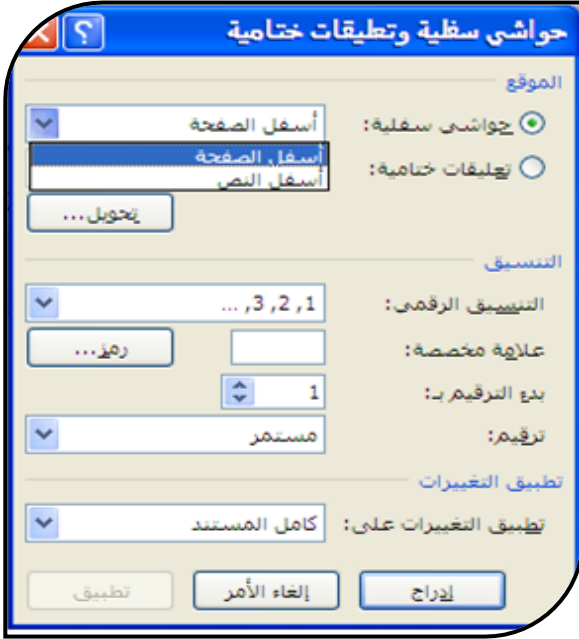 حواشي سفلية وتعليقات ختامية
الموقع
حواشي سفلية: أسفل الصفحة
أسفل الصفحة
تعليقات ختامية:
أسفل النص
تحويل...
التنسيق
التنسيق الرقمي: 1, 2, 3, ...
علامة مخصصة: رمز...
بدء الترقيم بـ: 1
ترقيم: مستمر
تطبيق التغييرات
تطبيق التغييرات على: كامل المستند
إدراج إلغاء الأمر تطبيق